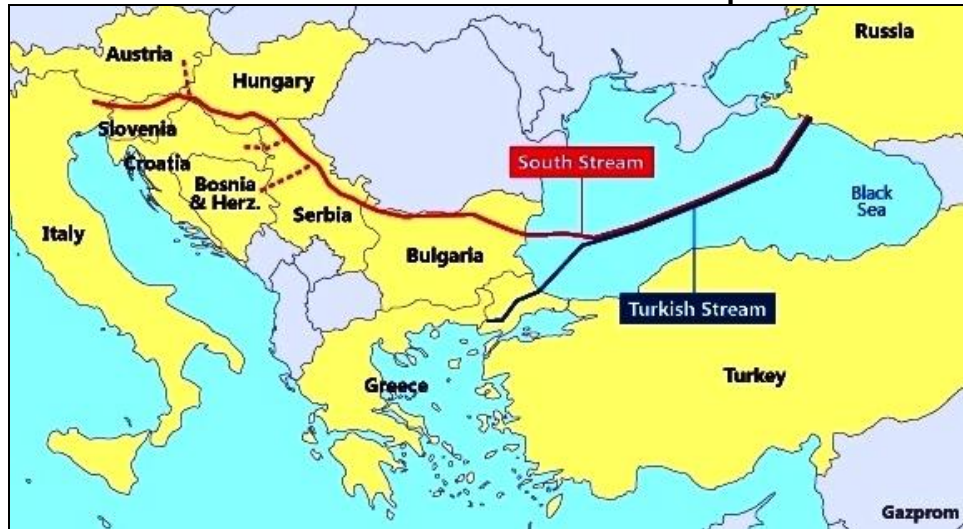 Russia
Austria
Hungary
Slovenia
South Stream
Croatia
Bosnia
& Herz.
Black
Sea
Serbia
Italy
Bulgaria
Turkish Stream
Turkey
Greece
Gazprom